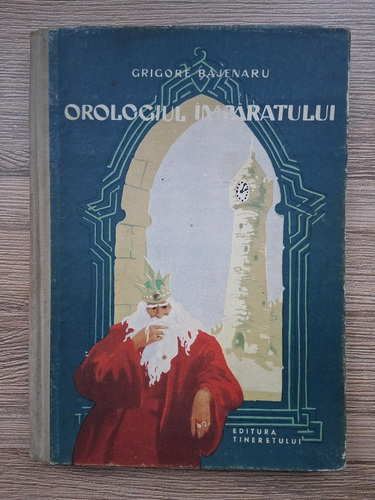 GRIGORE BĂJENARU
OROLOGIUL ÎMPĂRATULUI
EDITURA
TINERETULUI